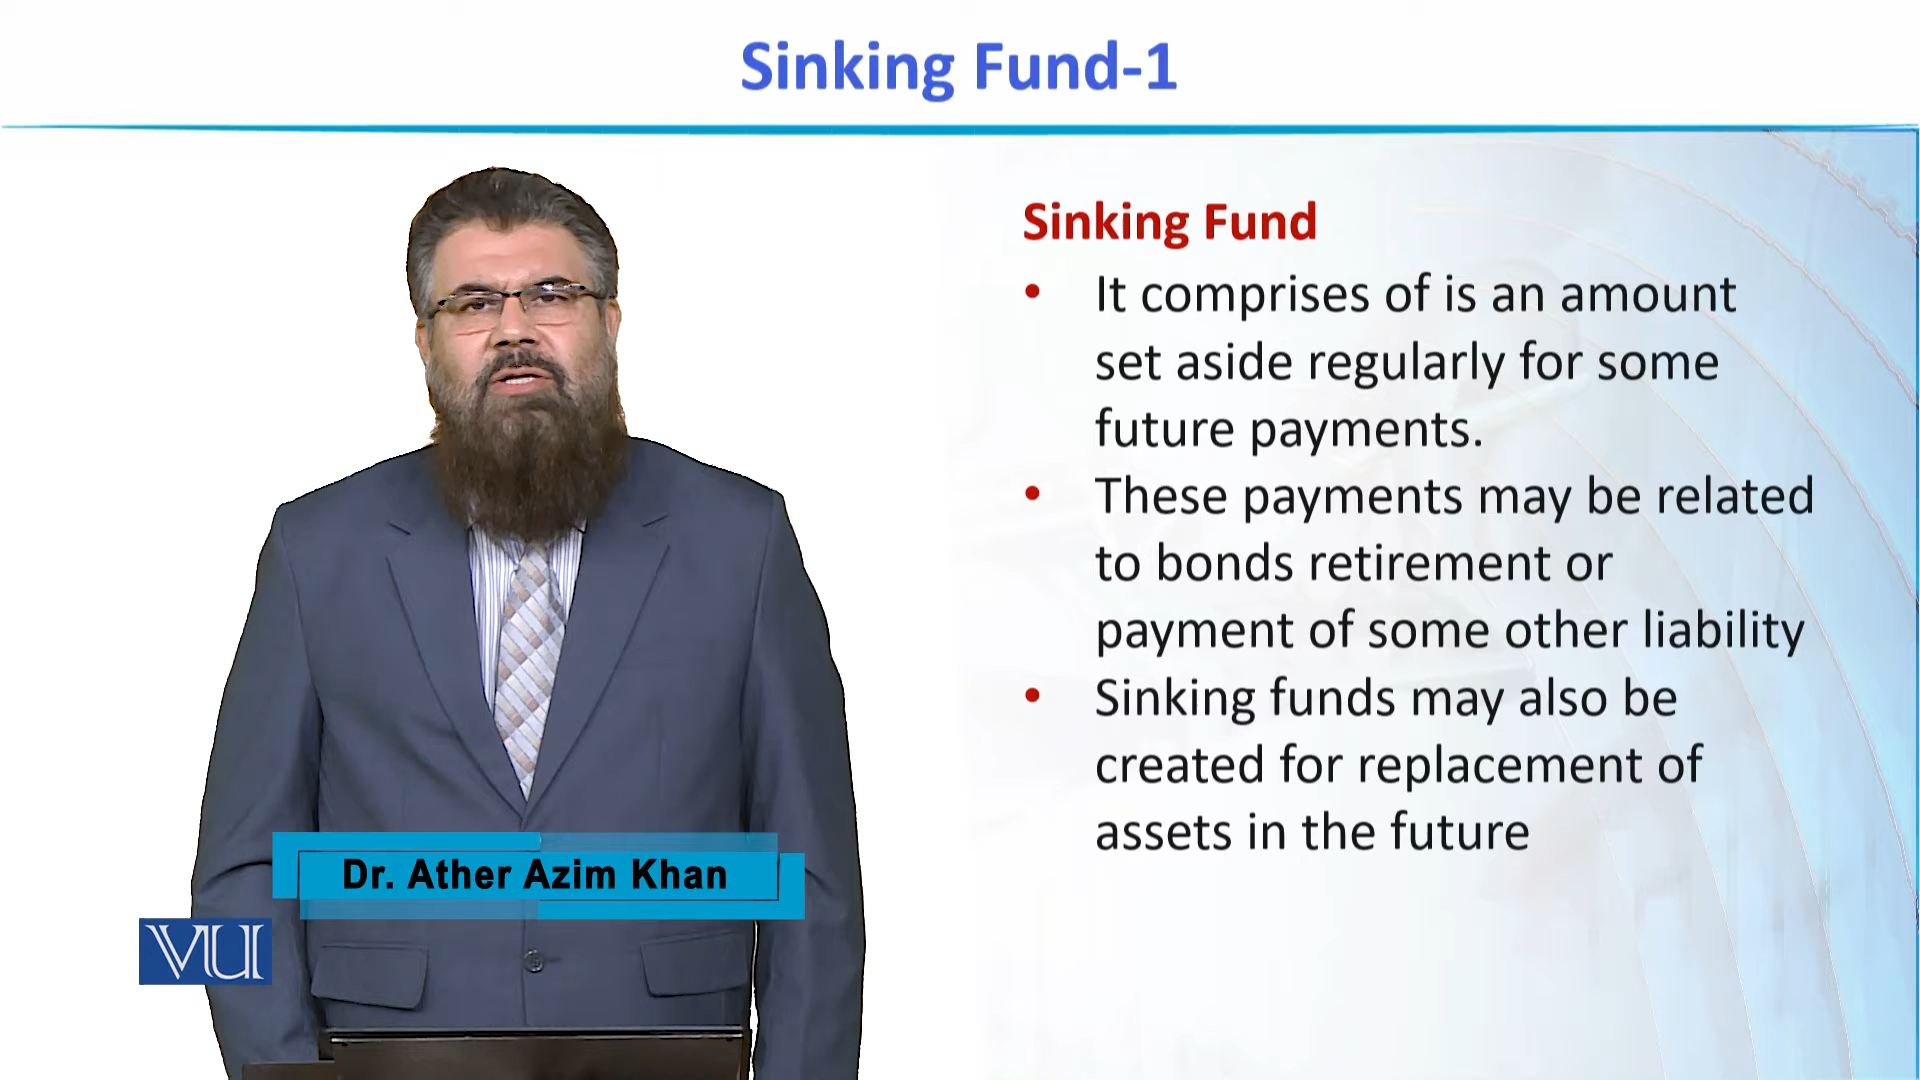 Sinking Fund-1
Sinking Fund
• It comprises of is an amount
set aside regularly for some
future payments.
• These payments may be related
to bonds retirement or
payment of some other liability
• Sinking funds may also be
created for replacement of
assets in the future
Dr. Ather Azim Khan
VU